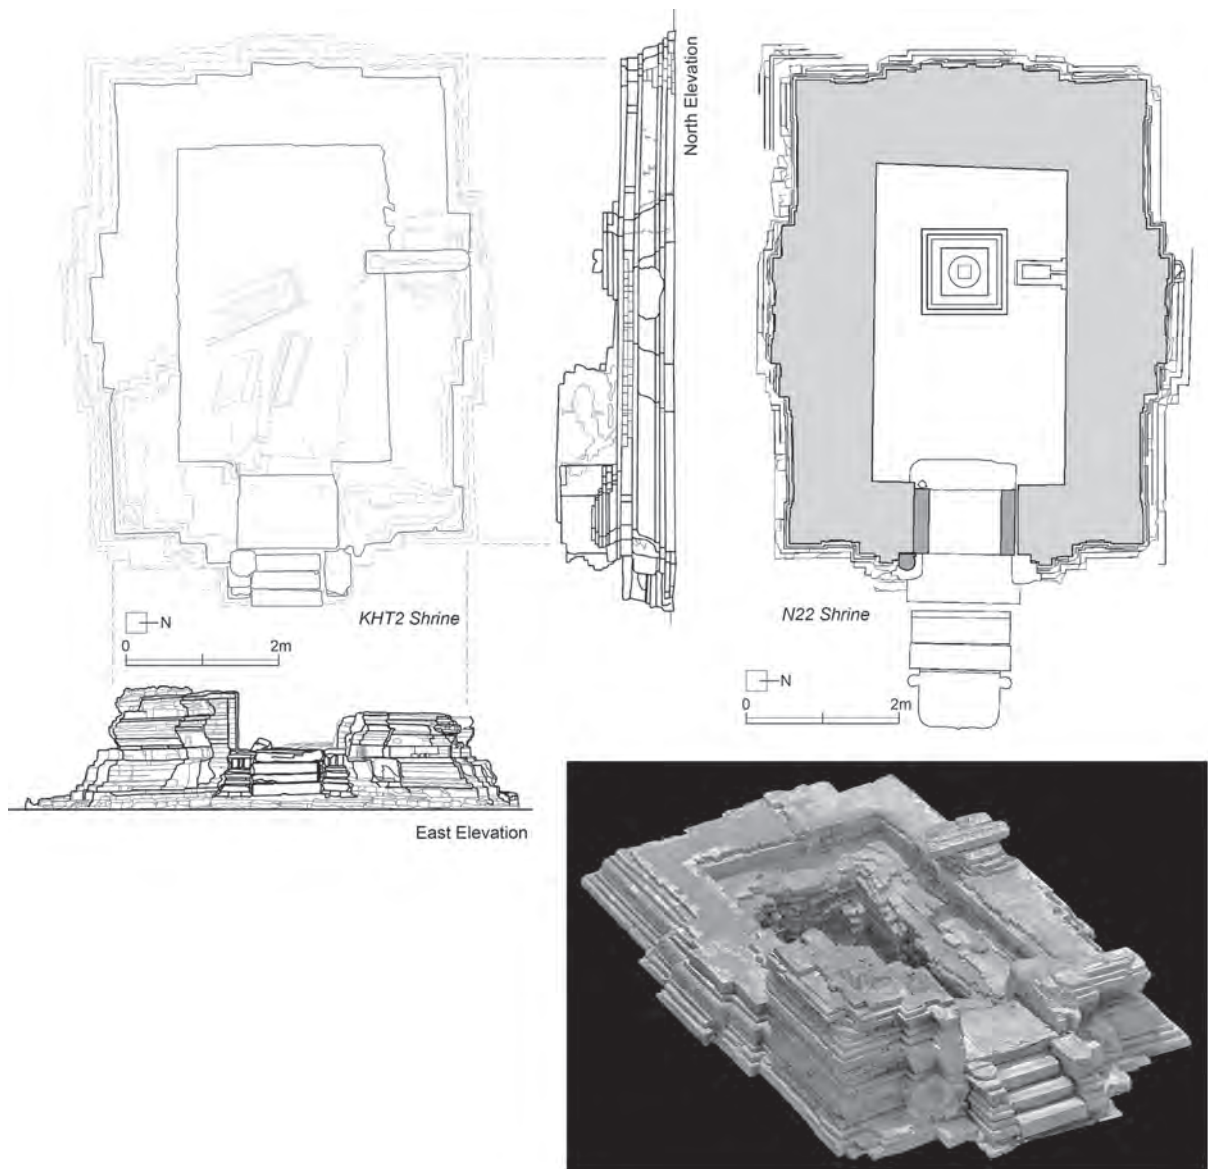 North Elevation
N
KHT2 Shrine
0 2m
N22 Shrine
N
0 2m
East Elevation